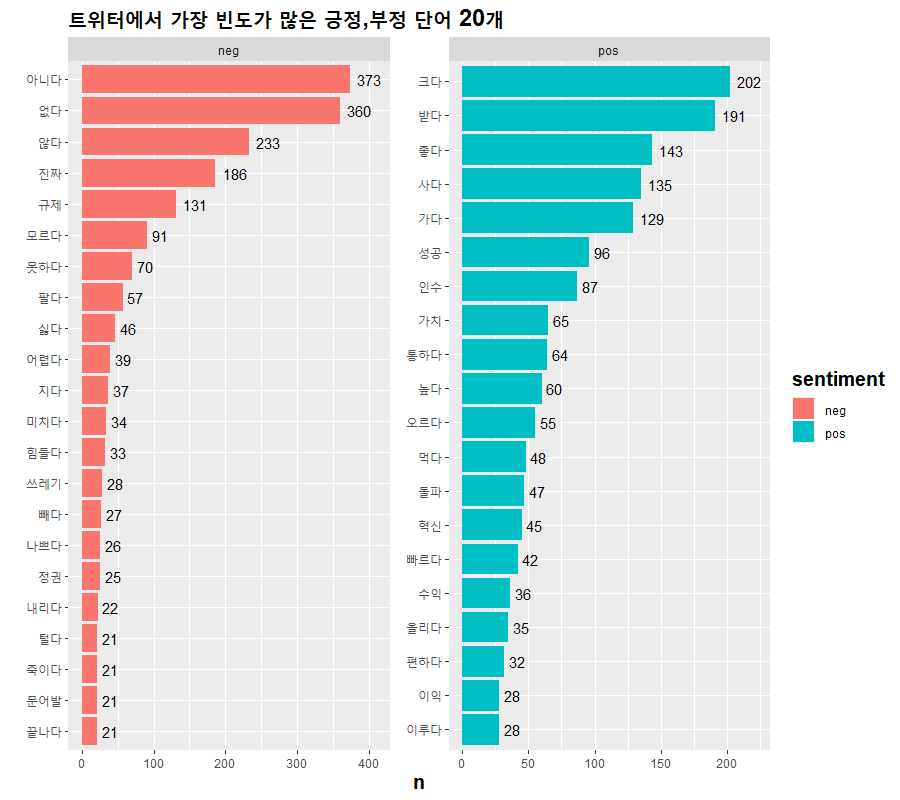 트위터에서 가장 빈도가 많은 긍정,부정 단어 20개
neg
아니다 373
없다 360
않다 233
진짜 186
규제 131
모르다 91
못하다 70
팔다 57
싫다 46
어렵다 39
지다 37
미치다 34
힘들다 33
쓰레기 28
빼다 27
나쁘다 26
정권 25
내리다 22
털다 21
죽이다 21
문어발 21
끝나다 21
0 100 200 300 400
pos
크다 202
받다 191
좋다 143
사다 135
가다 129
성공 96
인수 87
가치 65
통하다 64
높다 60
오르다 55
먹다 48
돌파 47
혁신 45
빠르다 42
수익 36
올리다 35
편하다 32
이익 28
이루다 28
0 50 100 150 200
n
sentiment
neg
pos